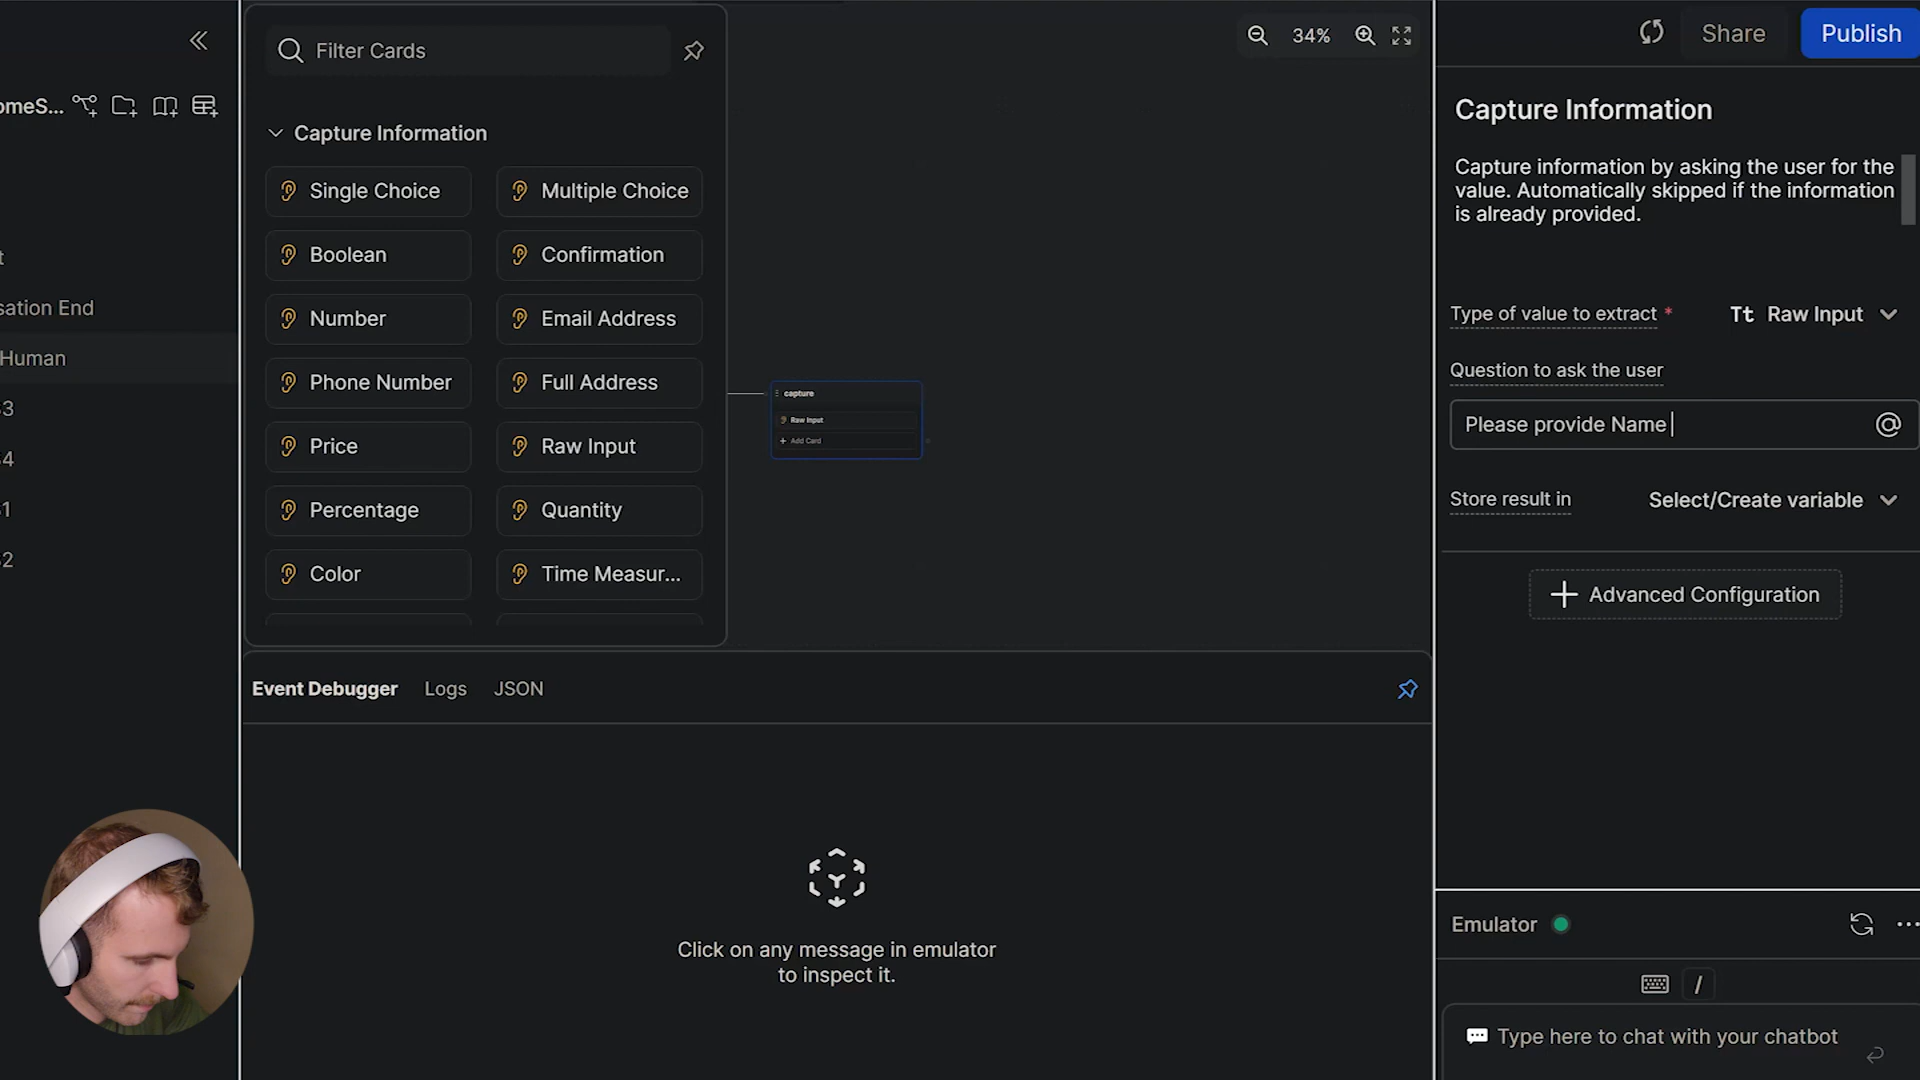 omeS...
t
sation End
Human
3
4
1
2
Filter Cards
Capture Information
Single Choice
Multiple Choice
Boolean
Confirmation
Number
Email Address
Phone Number
Full Address
Price
Raw Input
Percentage
Quantity
Color
Time Measur...
34%
capture
Raw Input
Add Card
Event Debugger
Logs
JSON
Click on any message in emulator
to inspect it.
Share
Publish
Capture Information
Capture information by asking the user for the
value. Automatically skipped if the information
is already provided.
Type of value to extract *
Tt Raw Input
Question to ask the user
Please provide Name
@
Store result in
Select/Create variable
Advanced Configuration
Emulator
/
Type here to chat with your chatbot